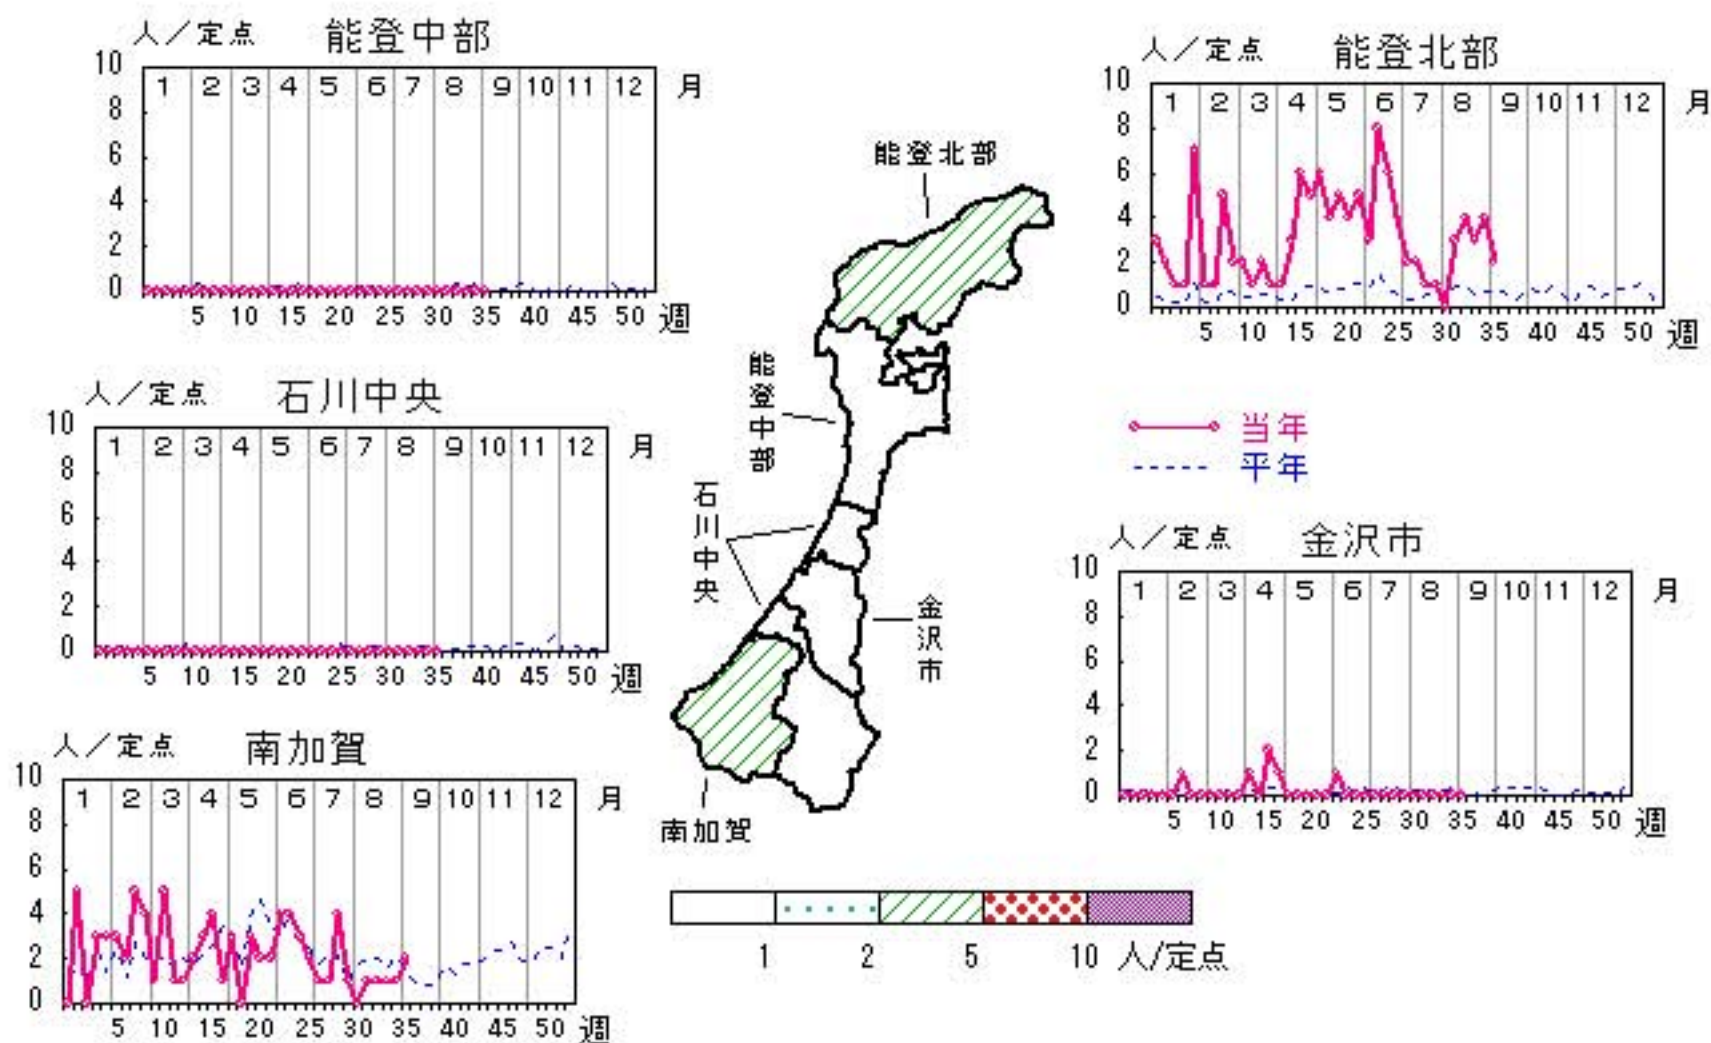 人／定点 能登中部
10 8 6 4 2 0
1 2 3 4 5 6 7 8 9 10 11 12 月
5 10 15 20 25 30 35 40 45 50 週
人／定点 能登北部
10 8 6 4 2 0
1 2 3 4 5 6 7 8 9 10 11 12 月
5 10 15 20 25 30 35 40 45 50 週
人／定点 石川中央
10 8 6 4 2 0
1 2 3 4 5 6 7 8 9 10 11 12 月
5 10 15 20 25 30 35 40 45 50 週
能登北部
能登中部
石川中央
金沢市
南加賀
当年
平年
人／定点 金沢市
10 8 6 4 2 0
1 2 3 4 5 6 7 8 9 10 11 12 月
5 10 15 20 25 30 35 40 45 50 週
人／定点 南加賀
10 8 6 4 2 0
1 2 3 4 5 6 7 8 9 10 11 12 月
5 10 15 20 25 30 35 40 45 50 週
1 2 5 10 人/定点